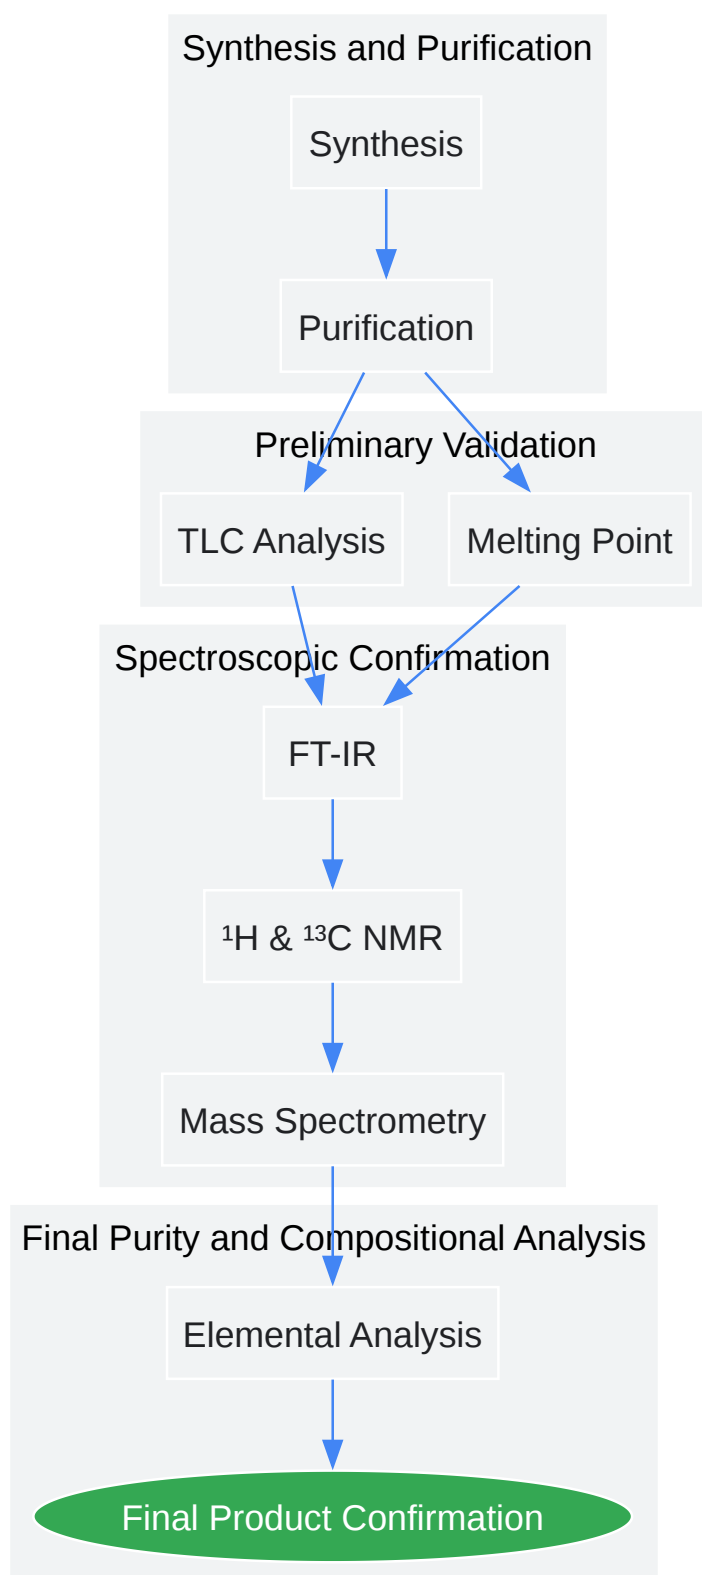 Synthesis and Purification
Synthesis
Purification
Preliminary Validation
TLC Analysis
Melting Point
Spectroscopic Confirmation
FT-IR
¹H & ¹³C NMR
Mass Spectrometry
Final Purity and Compositional Analysis
Elemental Analysis
Final Product Confirmation